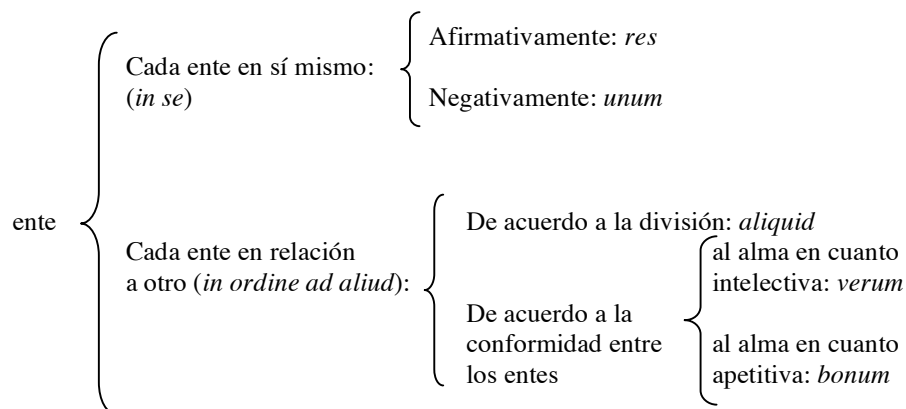 Afirmativamente: res
Cada ente en sí mismo:
(in se)
Negativamente: unum
ente
De acuerdo a la división: aliquid
Cada ente en relación
a otro (in ordine ad aliud):
al alma en cuanto
intelectiva: verum
De acuerdo a la
conformidad entre
los entes
al alma en cuanto
apetitiva: bonum